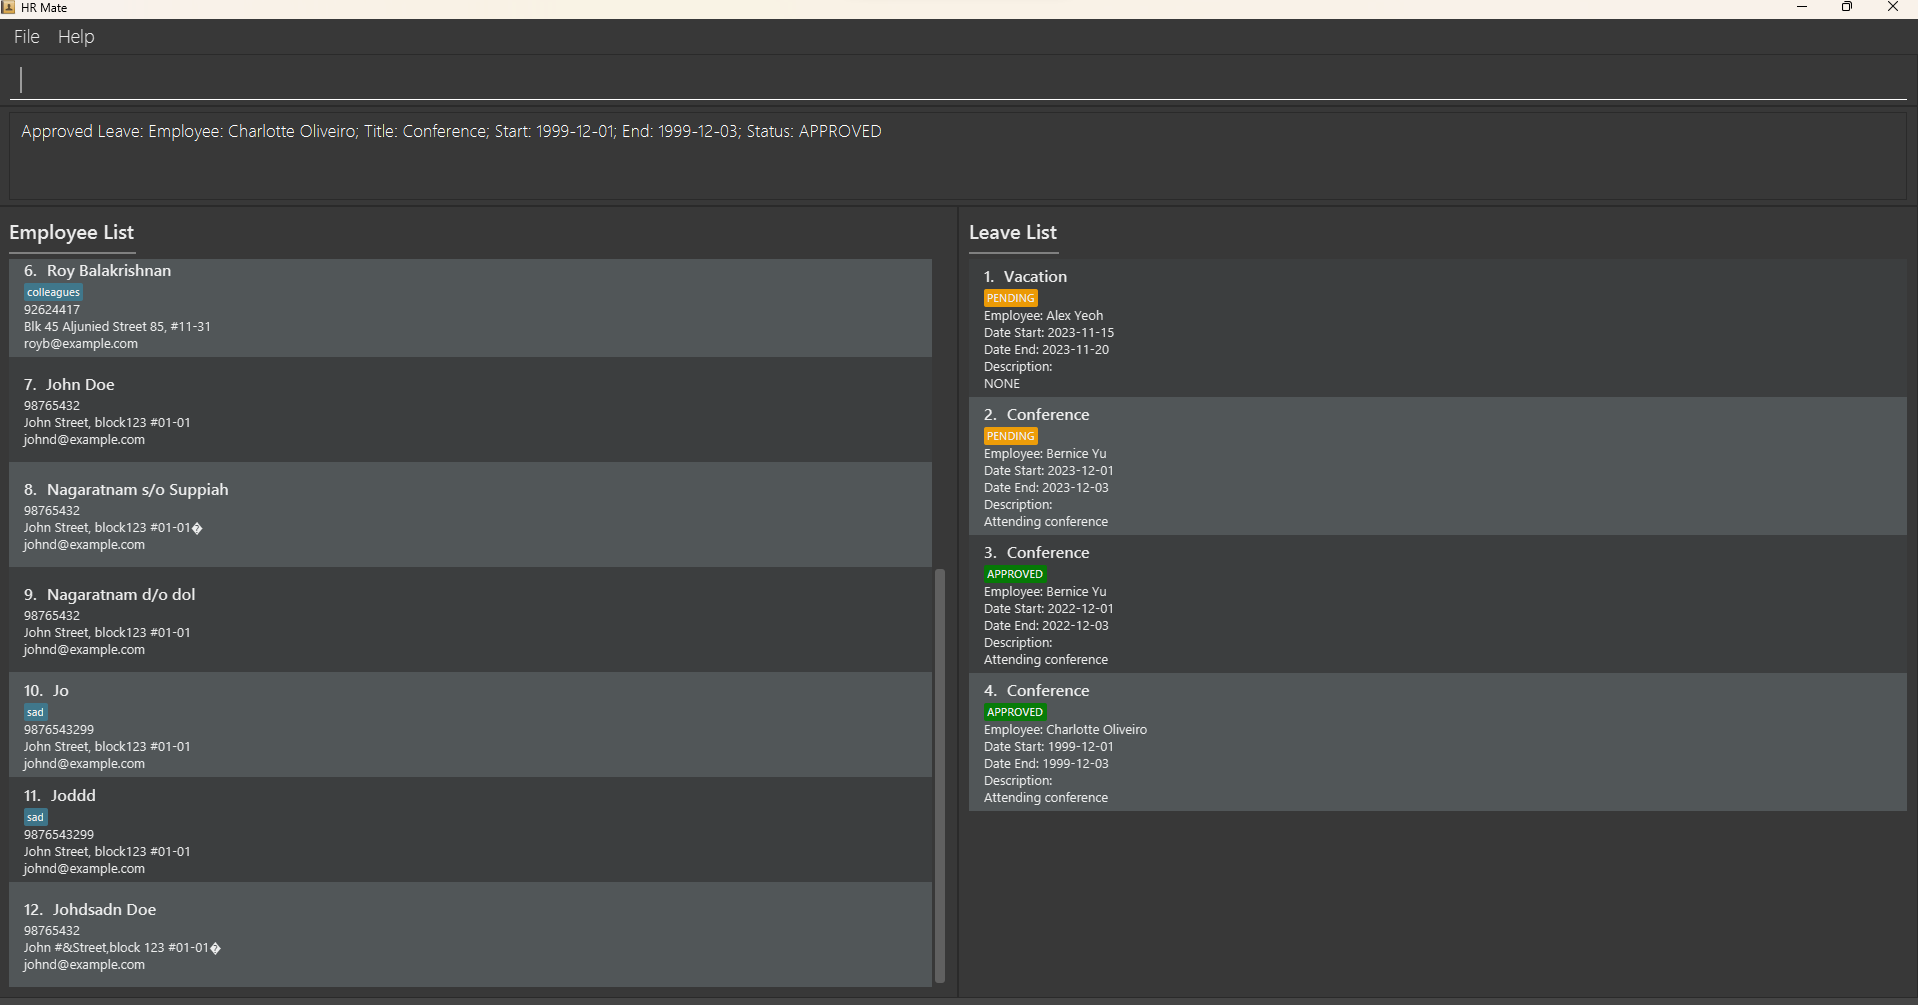 HR Mate
File Help
Approved Leave: Employee: Charlotte Oliveiro; Title: Conference; Start: 1999-12-01; End: 1999-12-03; Status: APPROVED
Employee List
6. Roy Balakrishnan
colleagues
92624417
Blk 45 Aljunied Street 85, #11-31
royb@example.com
7. John Doe
98765432
John Street, block123 #01-01
johnd@example.com
8. Nagaratnam s/o Suppiah
98765432
John Street, block123 #01-01�
johnd@example.com
9. Nagaratnam d/o dol
98765432
John Street, block123 #01-01
johnd@example.com
10. Jo
sad
9876543299
John Street, block123 #01-01
johnd@example.com
11. Joddd
sad
9876543299
John Street, block123 #01-01
johnd@example.com
12. Johdsadn Doe
98765432
John #&Street,block 123 #01-01�
johnd@example.com
Leave List
1. Vacation
PENDING
Employee: Alex Yeoh
Date Start: 2023-11-15
Date End: 2023-11-20
Description:
NONE
2. Conference
PENDING
Employee: Bernice Yu
Date Start: 2023-12-01
Date End: 2023-12-03
Description:
Attending conference
3. Conference
APPROVED
Employee: Bernice Yu
Date Start: 2022-12-01
Date End: 2022-12-03
Description:
Attending conference
4. Conference
APPROVED
Employee: Charlotte Oliveiro
Date Start: 1999-12-01
Date End: 1999-12-03
Description:
Attending conference